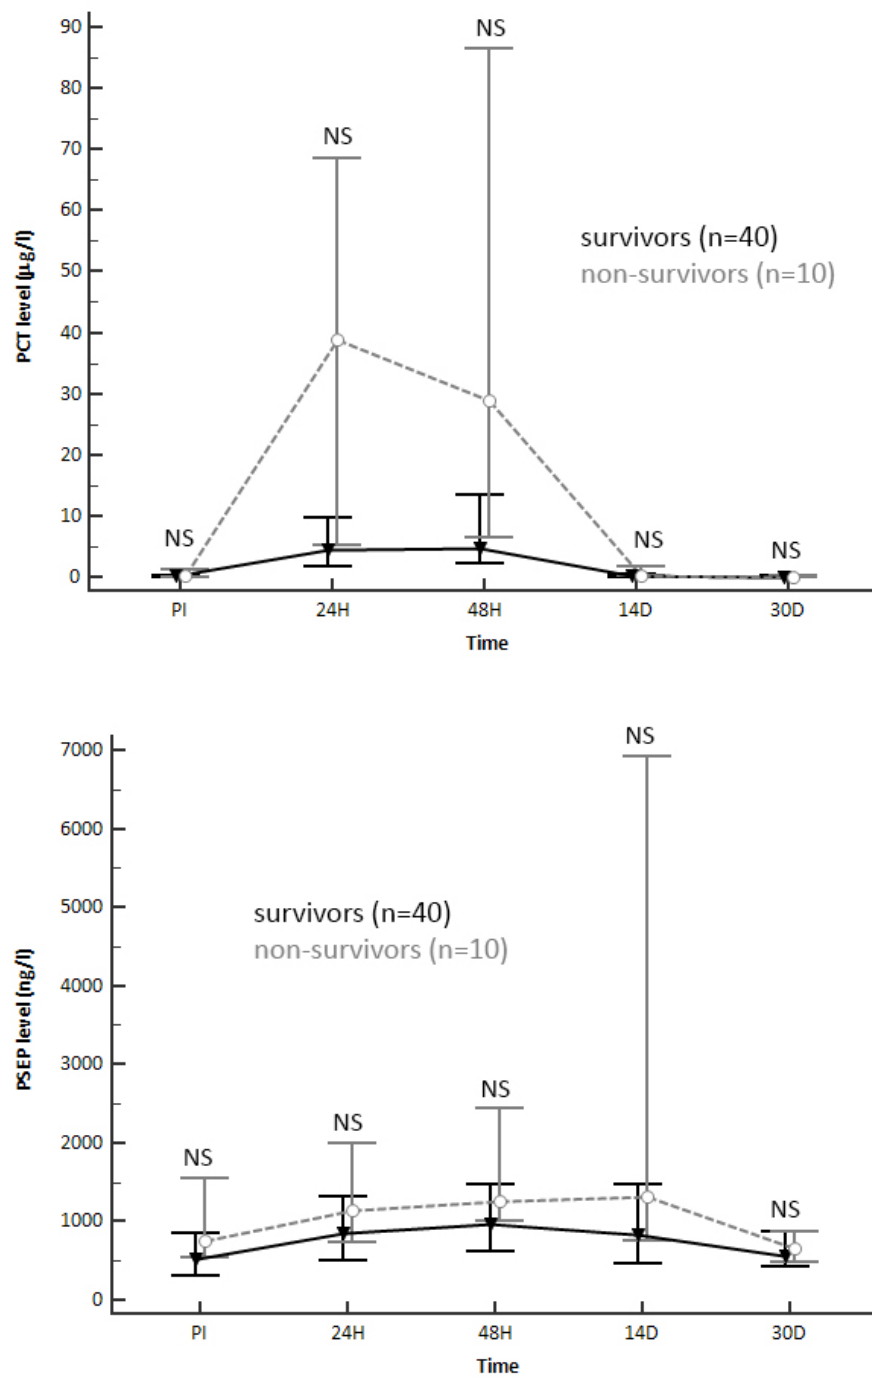 90
80
70
60
50
40
30
20
10
0
PCT level (μg/l)
NS
NS
NS
NS
NS
survivors (n=40)
non-survivors (n=10)
PI
24H
48H
14D
30D
Time
7000
6000
5000
4000
3000
2000
1000
0
PSEP level (ng/l)
NS
NS
NS
NS
NS
survivors (n=40)
non-survivors (n=10)
PI
24H
48H
14D
30D
Time